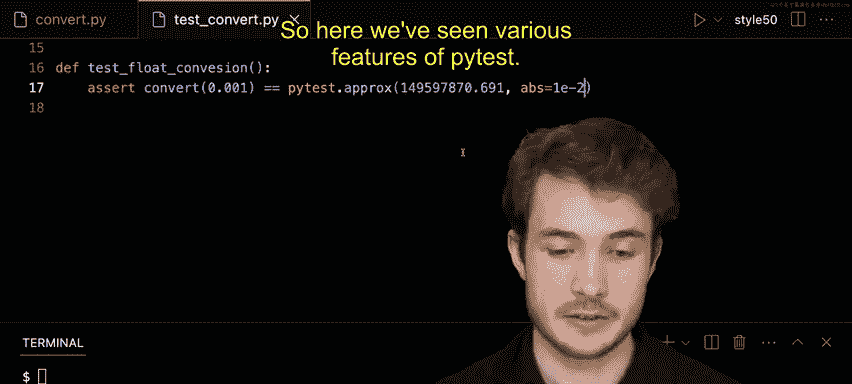 convert.py
test_convert.py
style50
So here we've seen various
features of pytest.
15
16 def test_float_convesion():
17 assert convert(0.001) == pytest.approx(149597870.691, abs=1e-2)
18
TERMINAL
$